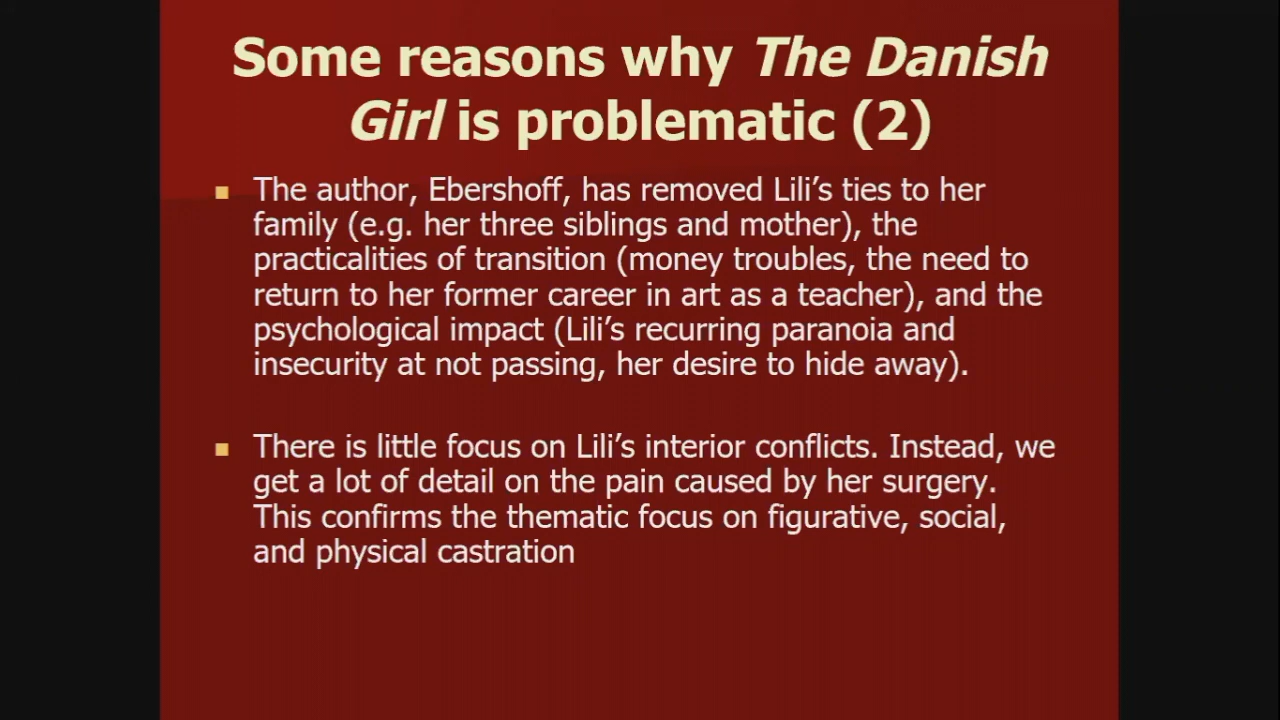 Some reasons why The Danish
Girl is problematic (2)
The author, Ebershoff, has removed Lili’s ties to her
family (e.g. her three siblings and mother), the
practicalities of transition (money troubles, the need to
return to her former career in art as a teacher), and the
psychological impact (Lili’s recurring paranoia and
insecurity at not passing, her desire to hide away).
There is little focus on Lili’s interior conflicts. Instead, we
get a lot of detail on the pain caused by her surgery.
This confirms the thematic focus on figurative, social,
and physical castration